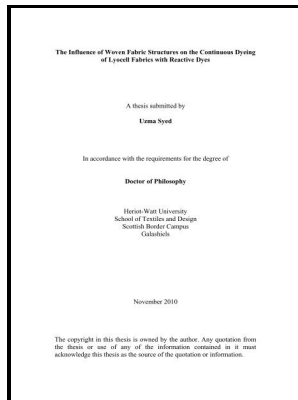 The Influence of Woven Fabric Structures on the Continuous Dyeing
of Lyocell Fabrics with Reactive Dyes
A thesis submitted by
Uzma Syed
In accordance with the requirements for the degree of
Doctor of Philosophy
Heriot-Watt University
School of Textiles and Design
Scottish Border Campus
Galashiels
November 2010
The copyright in this thesis is owned by the author. Any quotation from
the thesis or use of any of the information contained in it must
acknowledge this thesis as the source of the quotation or information.